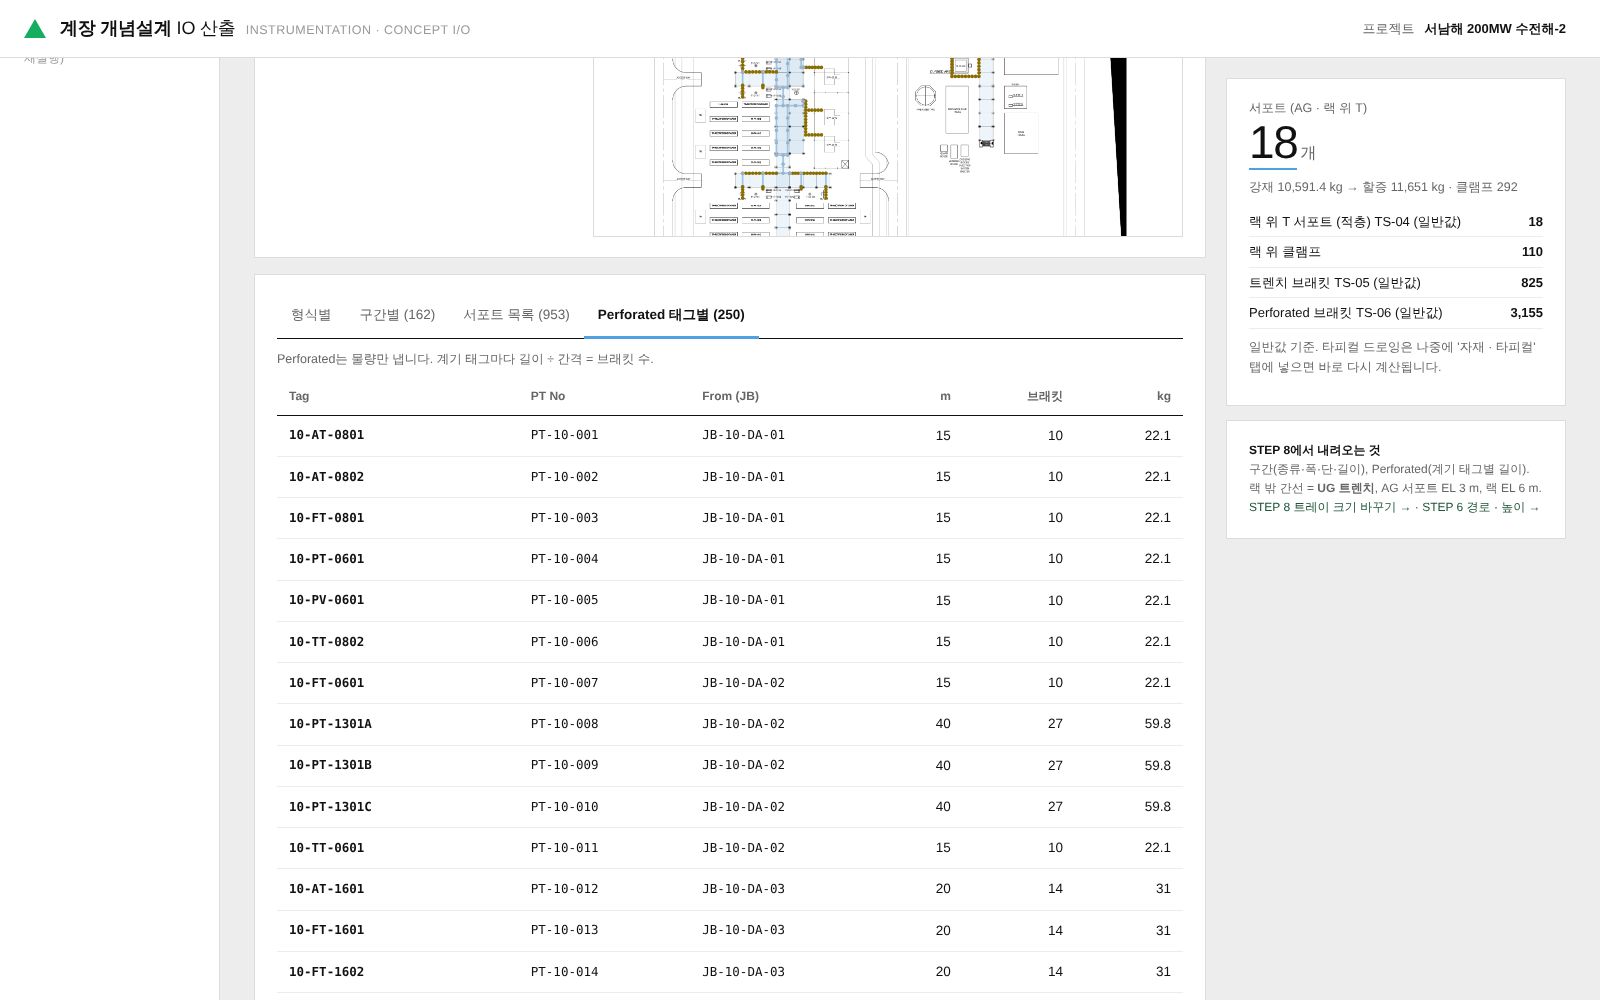 계장 개념설계 IO 산출 INSTRUMENTATION · CONCEPT I/O
프로젝트 서남해 200MW 수전해-2
형식별 구간별 (162) 서포트 목록 (953) Perforated 태그별 (250)
Perforated는 물량만 냅니다. 계기 태그마다 길이 ÷ 간격 = 브래킷 수.
Tag PT No From (JB) m 브래킷 kg
10-AT-0801 PT-10-001 JB-10-DA-01 15 10 22.1
10-AT-0802 PT-10-002 JB-10-DA-01 15 10 22.1
10-FT-0801 PT-10-003 JB-10-DA-01 15 10 22.1
10-PT-0601 PT-10-004 JB-10-DA-01 15 10 22.1
10-PV-0601 PT-10-005 JB-10-DA-01 15 10 22.1
10-TT-0802 PT-10-006 JB-10-DA-01 15 10 22.1
10-FT-0601 PT-10-007 JB-10-DA-02 15 10 22.1
10-PT-1301A PT-10-008 JB-10-DA-02 40 27 59.8
10-PT-1301B PT-10-009 JB-10-DA-02 40 27 59.8
10-PT-1301C PT-10-010 JB-10-DA-02 40 27 59.8
10-TT-0601 PT-10-011 JB-10-DA-02 15 10 22.1
10-AT-1601 PT-10-012 JB-10-DA-03 20 14 31
10-FT-1601 PT-10-013 JB-10-DA-03 20 14 31
10-FT-1602 PT-10-014 JB-10-DA-03 20 14 31
서포트 (AG · 랙 위 T)
18 개
강재 10,591.4 kg → 할증 11,651 kg · 클램프 292
랙 위 T 서포트 (적층) TS-04 (일반값) 18
랙 위 클램프 110
트렌치 브래킷 TS-05 (일반값) 825
Perforated 브래킷 TS-06 (일반값) 3,155
일반값 기준. 타피컬 드로잉은 나중에 '자재 · 타피컬'
탭에 넣으면 바로 다시 계산됩니다.
STEP 8에서 내려오는 것
구간(종류·폭·단·길이), Perforated(계기 태그별 길이).
랙 밖 간선 = UG 트렌치, AG 서포트 EL 3 m, 랙 EL 6 m.
STEP 8 트레이 크기 바꾸기 → · STEP 6 경로 · 높이 →